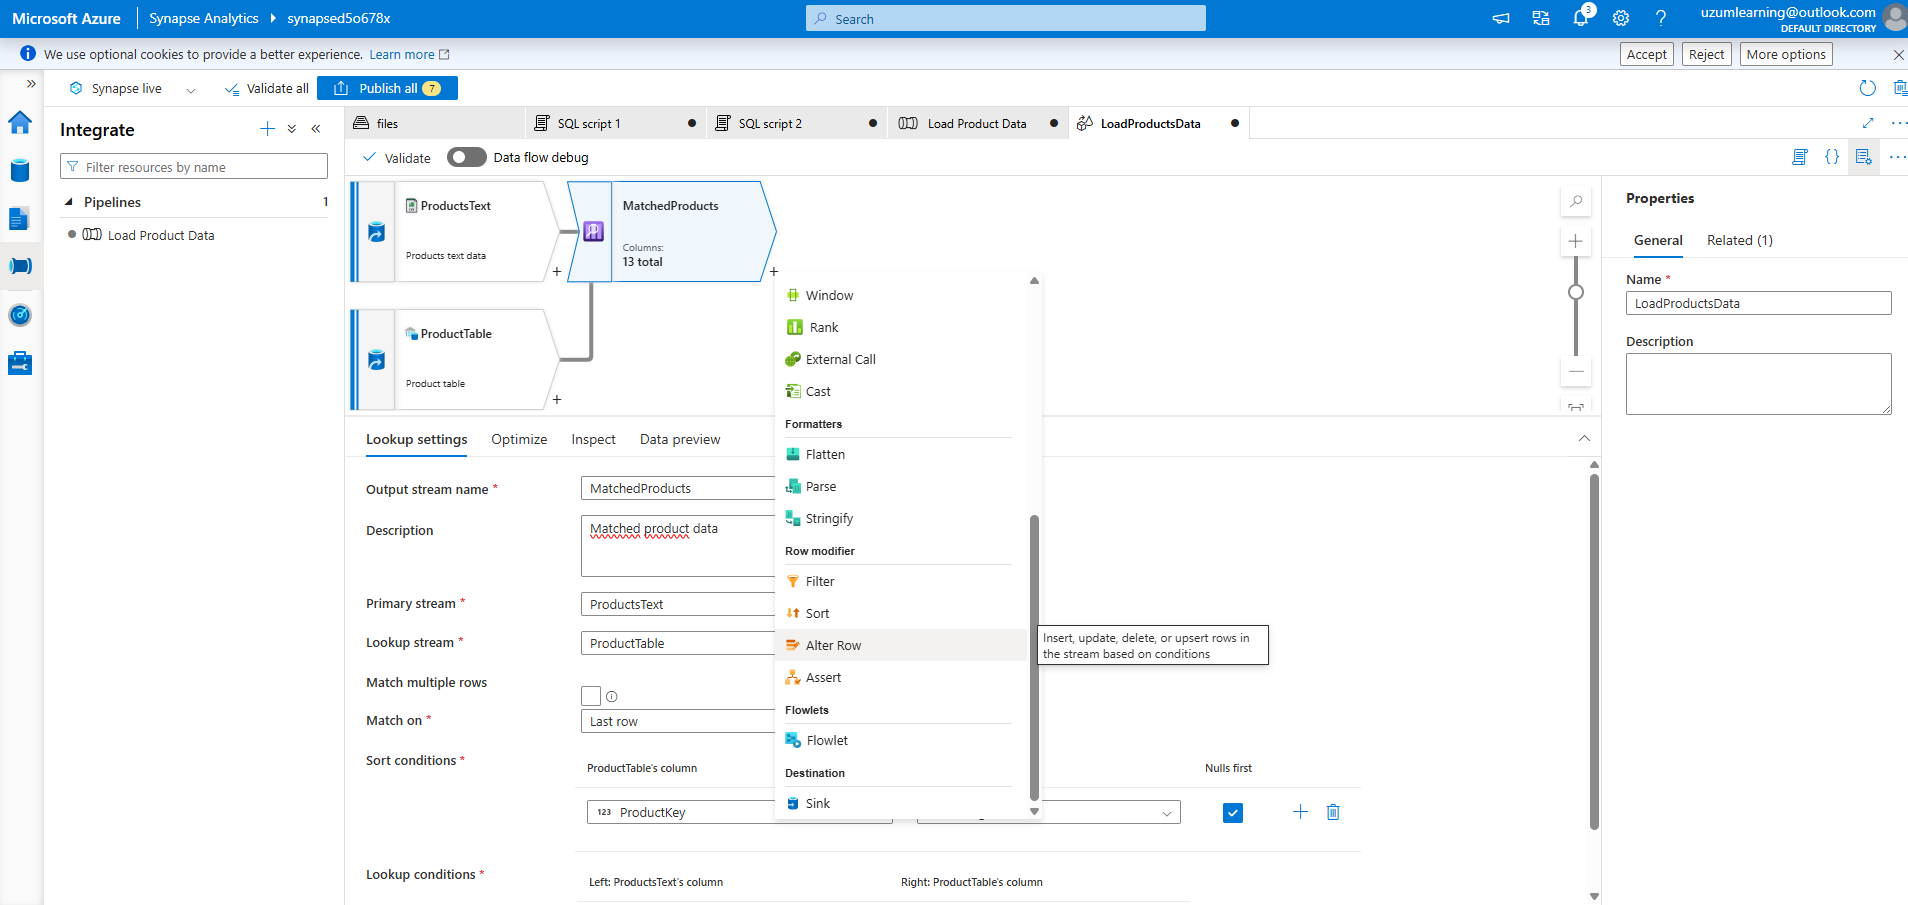 Microsoft Azure
Synapse Analytics
synapsed5o678x
Search
3
uzumlearning@outlook.com
DEFAULT DIRECTORY
We use optional cookies to provide a better experience. Learn more
Accept
Reject
More options
Synapse live
Validate all
Publish all 7
Integrate
Filter resources by name
Pipelines 1
Load Product Data
files
SQL script 1
SQL script 2
Load Product Data
LoadProductsData
Validate
Data flow debug
ProductsText
Products text data
MatchedProducts
Columns:
13 total
ProductTable
Product table
Window
Rank
External Call
Cast
Formatters
Flatten
Parse
Stringify
Row modifier
Filter
Sort
Alter Row
Assert
Flowlets
Flowlet
Destination
Sink
Insert, update, delete, or upsert rows in
the stream based on conditions
Lookup settings
Optimize
Inspect
Data preview
Output stream name *
MatchedProducts
Description
Matched product data
Primary stream *
ProductsText
Lookup stream *
ProductTable
Match multiple rows
Match on *
Last row
Sort conditions *
ProductTable's column
Nulls first
123 ProductKey
Lookup conditions *
Left: ProductsText's column
Right: ProductTable's column
Properties
General
Related (1)
Name *
LoadProductsData
Description